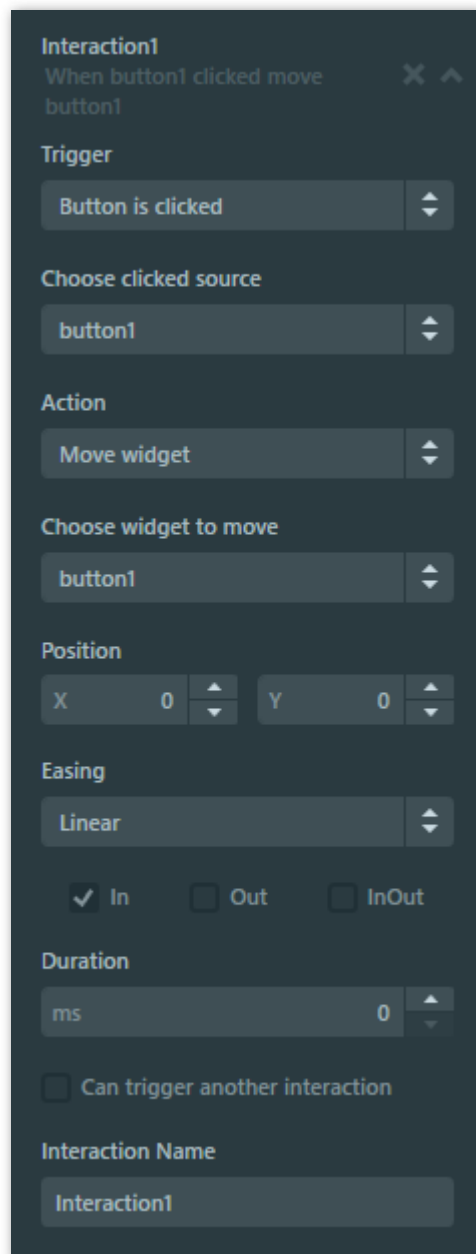 Interaction1
When button1 clicked move
button1
Trigger
Button is clicked
Choose clicked source
button1
Action
Move widget
Choose widget to move
button1
Position
X 0 Y 0
Easing
Linear
In Out InOut
Duration
ms 0
Can trigger another interaction
Interaction Name
Interaction1